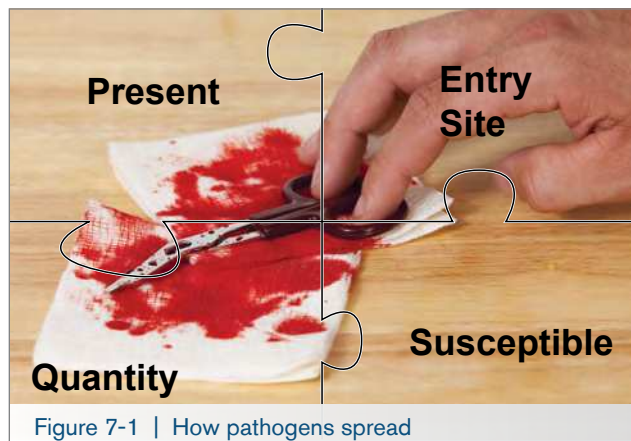 Present
Entry
Site
Quantity
Susceptible
Figure 7-1 | How pathogens spread